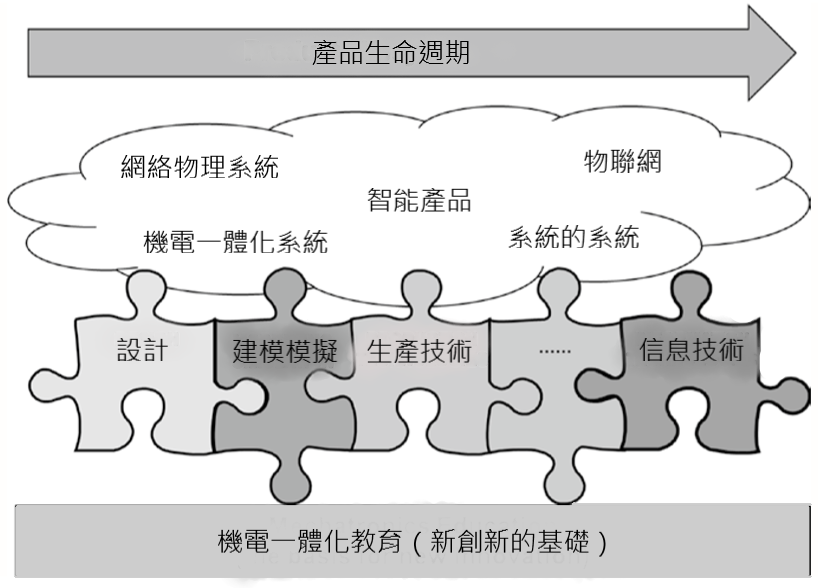 產品生命週期
網絡物理系統
物聯網
智能產品
機電一體化系統
系統的系統
設計
建模模擬
生產技術
……
信息技術
機電一體化教育（新創新的基礎）